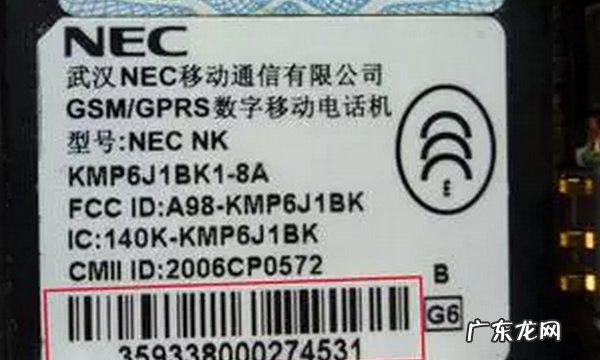 NEC
武汉NEC移动通信有限公司
GSM/GPRS数字移动电话机
型号:NEC NK
KMP6J1BK1-8A
FCC ID:A98-KMP6J1BK
IC:140K-KMP6J1BK
CMII ID:2006CP0572
E
B
G6
359338000274531
广东龙网